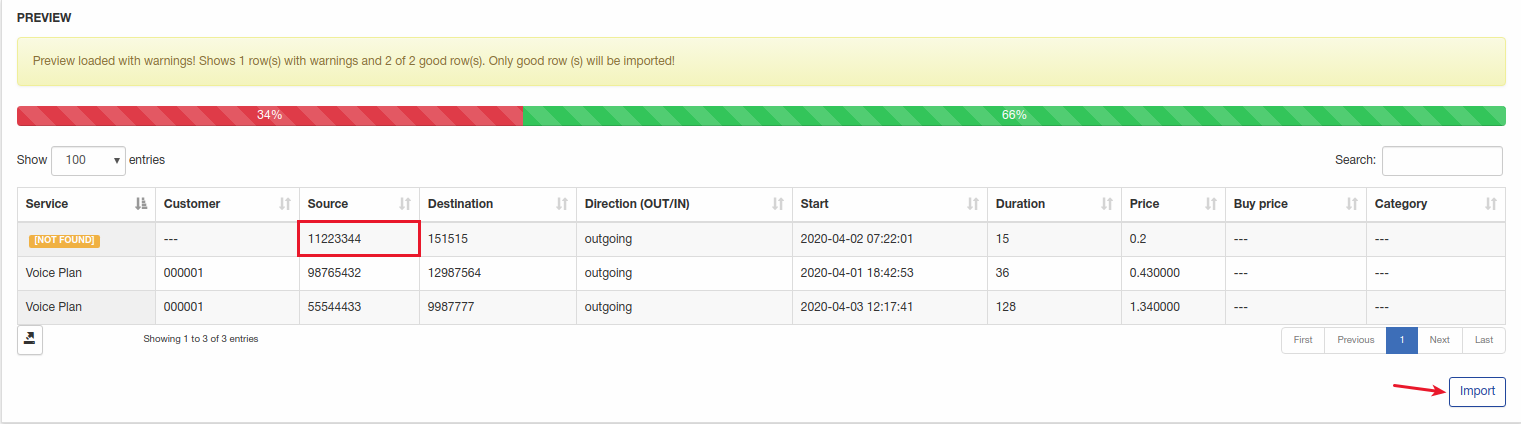 PREVIEW
Preview loaded with warnings! Shows 1 row(s) with warnings and 2 of 2 good row(s). Only good row (s) will be imported!
34% 66%
Show 100 entries Search:
Service Customer Source Destination Direction (OUT/IN) Start Duration Price Buy price Category
[NOT FOUND] --- 11223344 151515 outgoing 2020-04-02 07:22:01 15 0.2 --- ---
Voice Plan 000001 98765432 12987564 outgoing 2020-04-01 18:42:53 36 0.430000 --- ---
Voice Plan 000001 55544433 9987777 outgoing 2020-04-03 12:17:41 128 1.340000 --- ---
Showing 1 to 3 of 3 entries First Previous 1 Next Last
Import